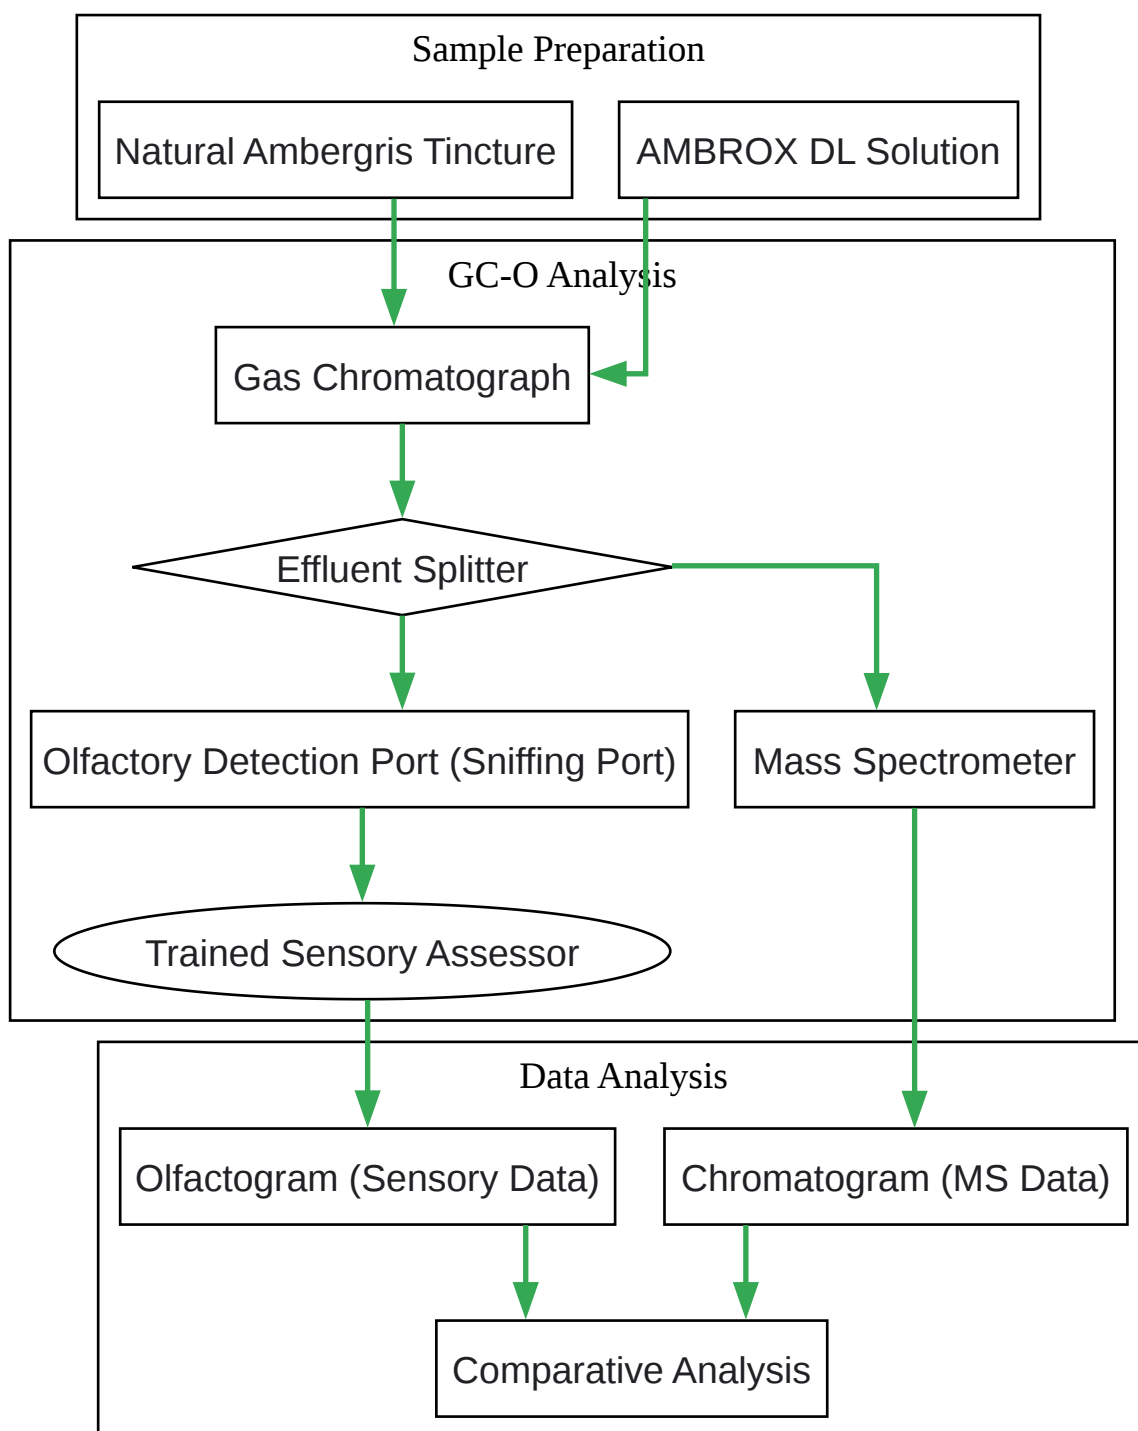 Sample Preparation
Natural Ambergris Tincture
AMBROX DL Solution
GC-O Analysis
Gas Chromatograph
Effluent Splitter
Olfactory Detection Port (Sniffing Port)
Mass Spectrometer
Trained Sensory Assessor
Data Analysis
Olfactogram (Sensory Data)
Chromatogram (MS Data)
Comparative Analysis